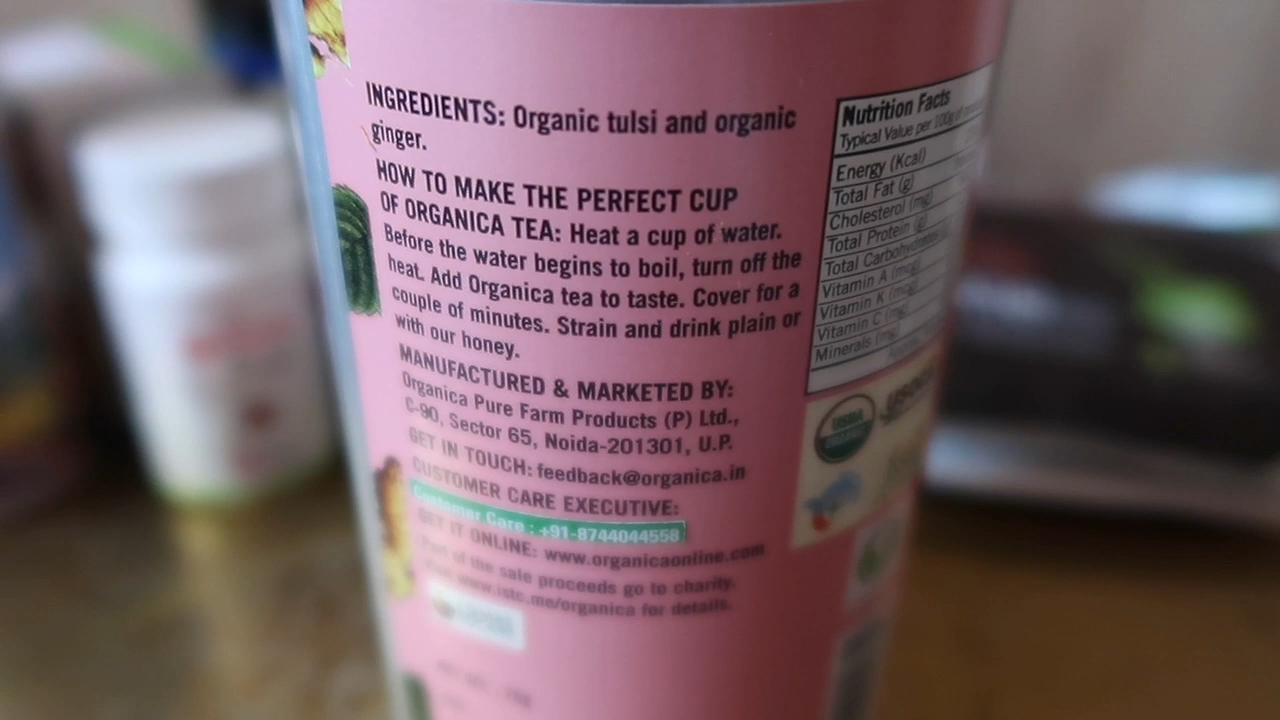 INGREDIENTS: Organic tulsi and organic
ginger.
HOW TO MAKE THE PERFECT CUP
OF ORGANICA TEA: Heat a cup of water.
Before the water begins to boil, turn off the
heat. Add Organica tea to taste. Cover for a
couple of minutes. Strain and drink plain or
with our honey.
MANUFACTURED & MARKETED BY:
Organica Pure Farm Products (P) Ltd.,
C-90, Sector 65, Noida-201301, U.P.
GET IN TOUCH: feedback@organica.in
CUSTOMER CARE EXECUTIVE:
Customer Care : +91-8744044558
GET IT ONLINE: www.organicaonline.com
Part of the sale proceeds go to charity.
Visit www.istc.me/organica for details.
Nutrition Facts
Typical Value per 100g of
Energy (Kcal)
Total Fat (g)
Cholesterol (mg)
Total Protein (g)
Total Carbohydrate
Vitamin A (mcg)
Vitamin K (mcg)
Vitamin C (mg)
Minerals (mg)
USDA
ORGANIC